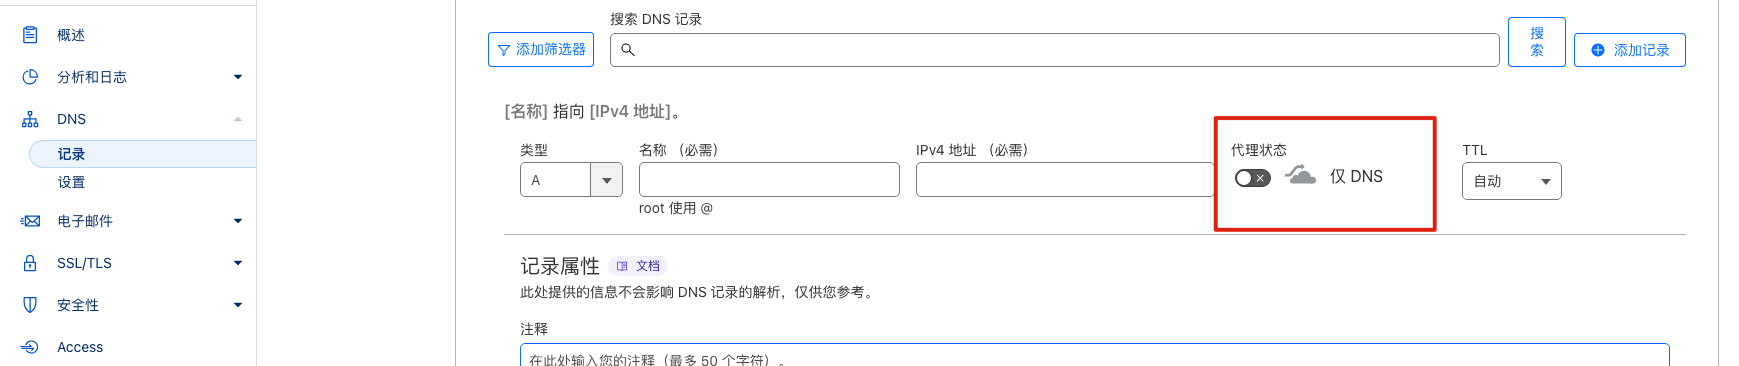 概述
分析和日志
DNS
记录
设置
电子邮件
SSL/TLS
安全性
Access
搜索 DNS 记录
添加筛选器
搜
索
添加记录
[名称] 指向 [IPv4 地址]。
类型
名称 （必需）
IPv4 地址 （必需）
代理状态
TTL
A
仅 DNS
自动
root 使用 @
记录属性
文档
此处提供的信息不会影响 DNS 记录的解析，仅供您参考。
注释
在此处输入您的注释（最多 50 个字符）.